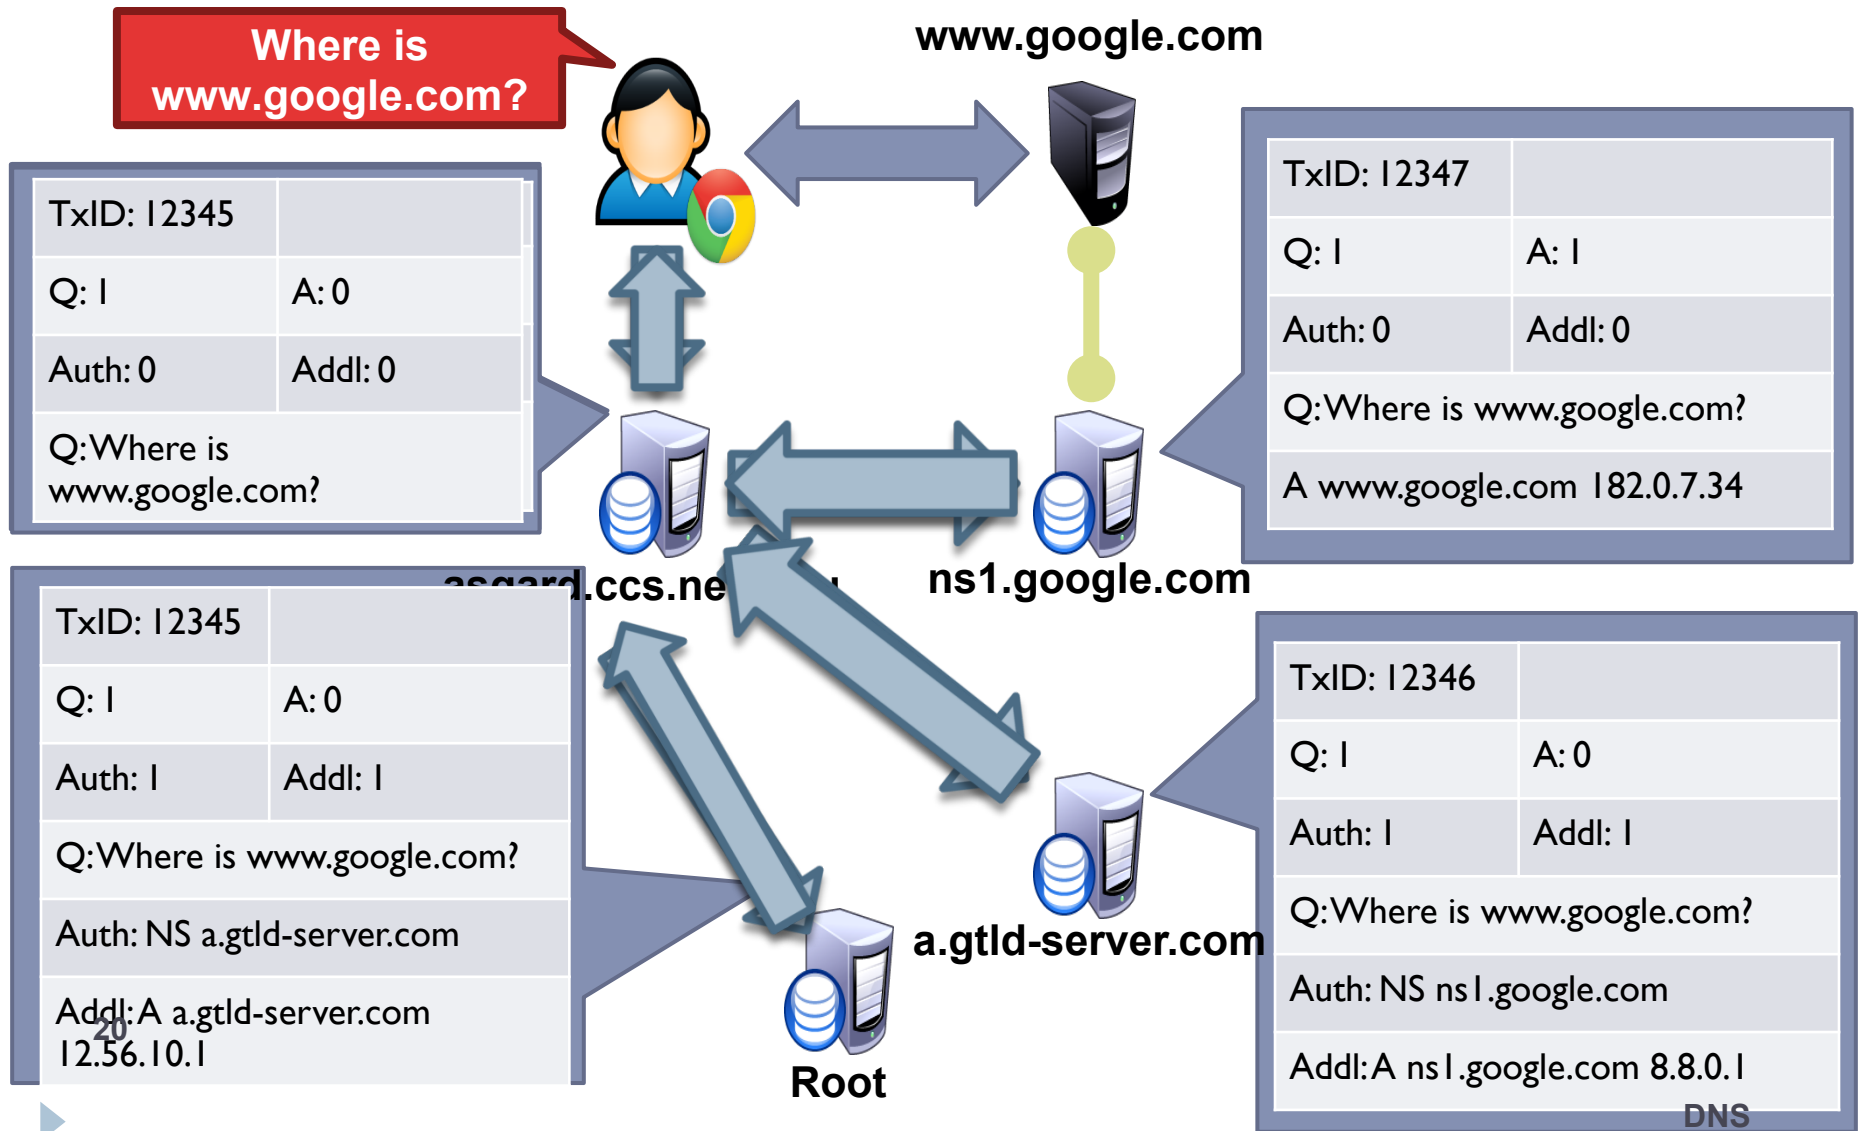 Where is
www.google.com?
www.google.com
TxID: 12345
Q: 1 A: 0
Auth: 0 Addl: 0
Q: Where is
www.google.com?
TxID: 12347
Q: 1 A: 1
Auth: 0 Addl: 0
Q: Where is www.google.com?
A www.google.com 182.0.7.34
asgard.ccs.ne
ns1.google.com
TxID: 12345
Q: 1 A: 0
Auth: 1 Addl: 1
Q: Where is www.google.com?
Auth: NS a.gtld-server.com
Addl: A a.gtld-server.com
12.56.10.1
20
Root
a.gtld-server.com
TxID: 12346
Q: 1 A: 0
Auth: 1 Addl: 1
Q: Where is www.google.com?
Auth: NS ns1.google.com
Addl: A ns1.google.com 8.8.0.1
DNS